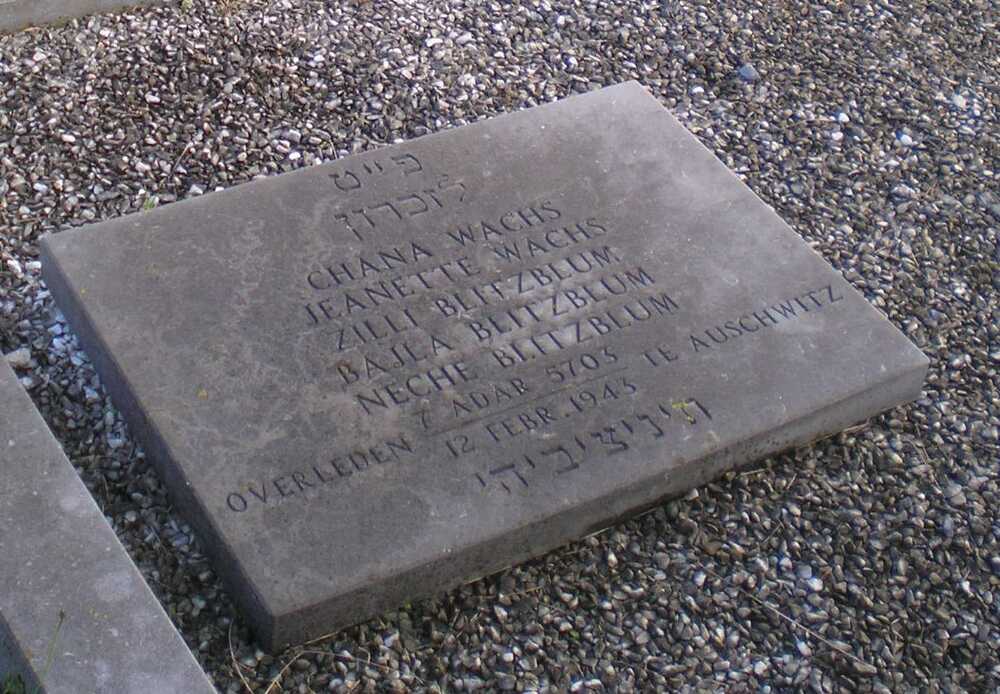 כ״ט
לזכרון
CHANA WACHS
JEANETTE WACHS
ZILLI BLITZBLUM
BAJLA BLITZBLUM
NECHE BLITZBLUM
OVERLEDEN 7 ADAR 5703 TE AUSCHWITZ
12 FEBR. 1943
ת׳נ׳צ׳ב׳ה׳